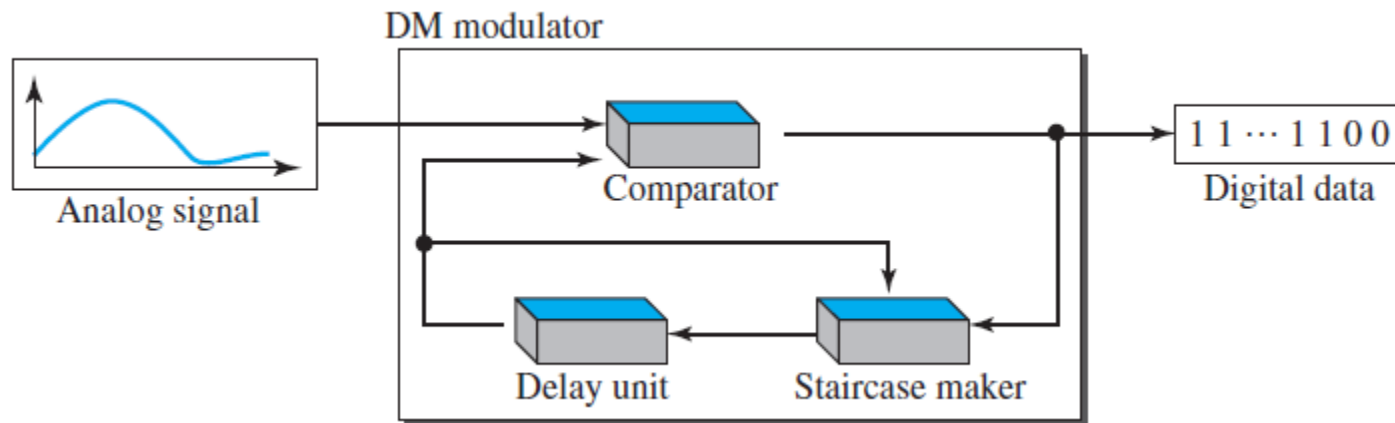 DM modulator
Analog signal
Comparator
1 1 ··· 1 1 0 0
Digital data
Delay unit
Staircase maker